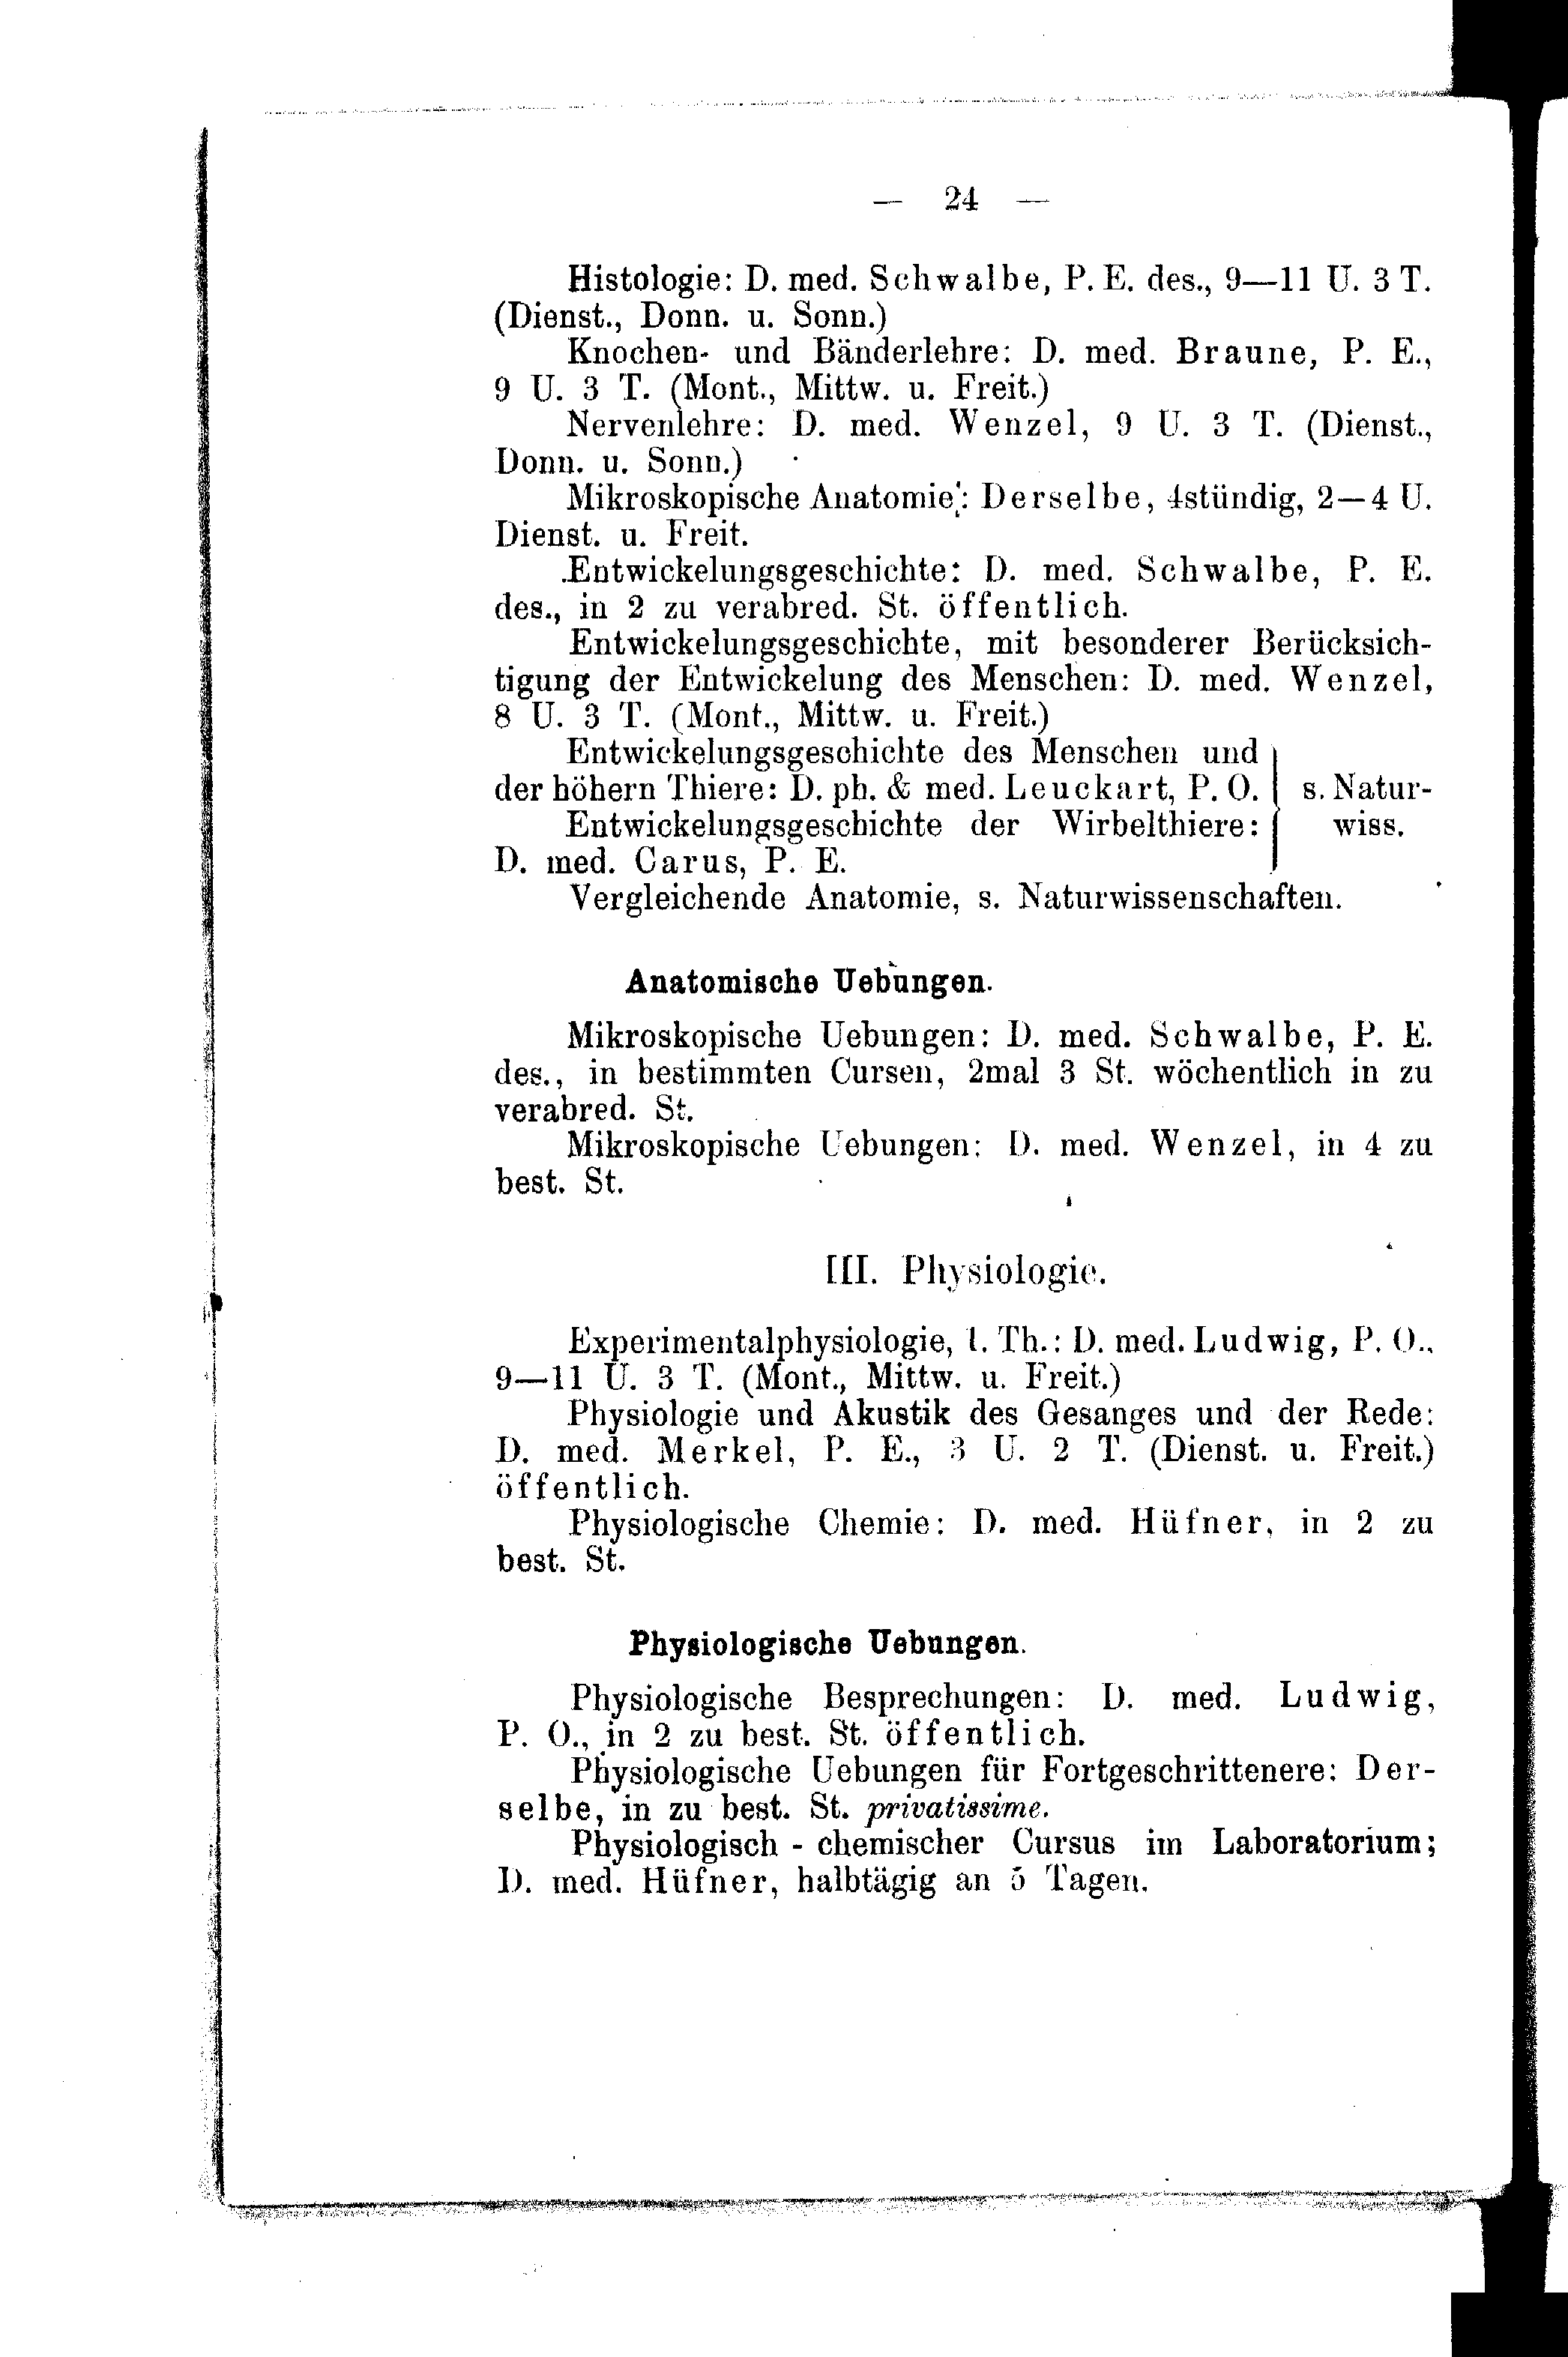 — 24 —
Histologie: D. med. Schwalbe, P. E. des., 9—11 U. 3 T.
(Dienst., Donn. u. Sonn.)
Knochen- und Bänderlehre: D. med. Braune, P. E.,
9 U. 3 T. (Mont., Mittw. u. Freit.)
Nervenlehre: D. med. Wenzel, 9 U. 3 T. (Dienst.,
Donn. u. Sonn.)
Mikroskopische Anatomie: Derselbe, 4stündig, 2—4 U.
Dienst. u. Freit.
Entwickelungsgeschichte: D. med. Schwalbe, P. E.
des., in 2 zu verabred. St. öffentlich.
Entwickelungsgeschichte, mit besonderer Berücksich-
tigung der Entwickelung des Menschen: D. med. Wenzel,
8 U. 3 T. (Mont., Mittw. u. Freit.)
Entwickelungsgeschichte des Menschen und
der höhern Thiere: D. ph. & med. Leuckart, P. O. s. Natur-
Entwickelungsgeschichte der Wirbelthiere: wiss.
D. med. Carus, P. E.
Vergleichende Anatomie, s. Naturwissenschaften.
Anatomische Uebungen.
Mikroskopische Uebungen: D. med. Schwalbe, P. E.
des., in bestimmten Cursen, 2mal 3 St. wöchentlich in zu
verabred. St.
Mikroskopische Uebungen: D. med. Wenzel, in 4 zu
best. St.
III. Physiologie.
Experimentalphysiologie, 1. Th.: D. med. Ludwig, P. O.,
9—11 U. 3 T. (Mont., Mittw. u. Freit.)
Physiologie und Akustik des Gesanges und der Rede:
D. med. Merkel, P. E., 3 U. 2 T. (Dienst. u. Freit.)
öffentlich.
Physiologische Chemie: D. med. Hüfner, in 2 zu
best. St.
Physiologische Uebungen.
Physiologische Besprechungen: D. med. Ludwig,
P. O., in 2 zu best. St. öffentlich.
Physiologische Uebungen für Fortgeschrittenere: Der-
selbe, in zu best. St. privatissime.
Physiologisch - chemischer Cursus im Laboratorium;
D. med. Hüfner, halbtägig an 5 Tagen.